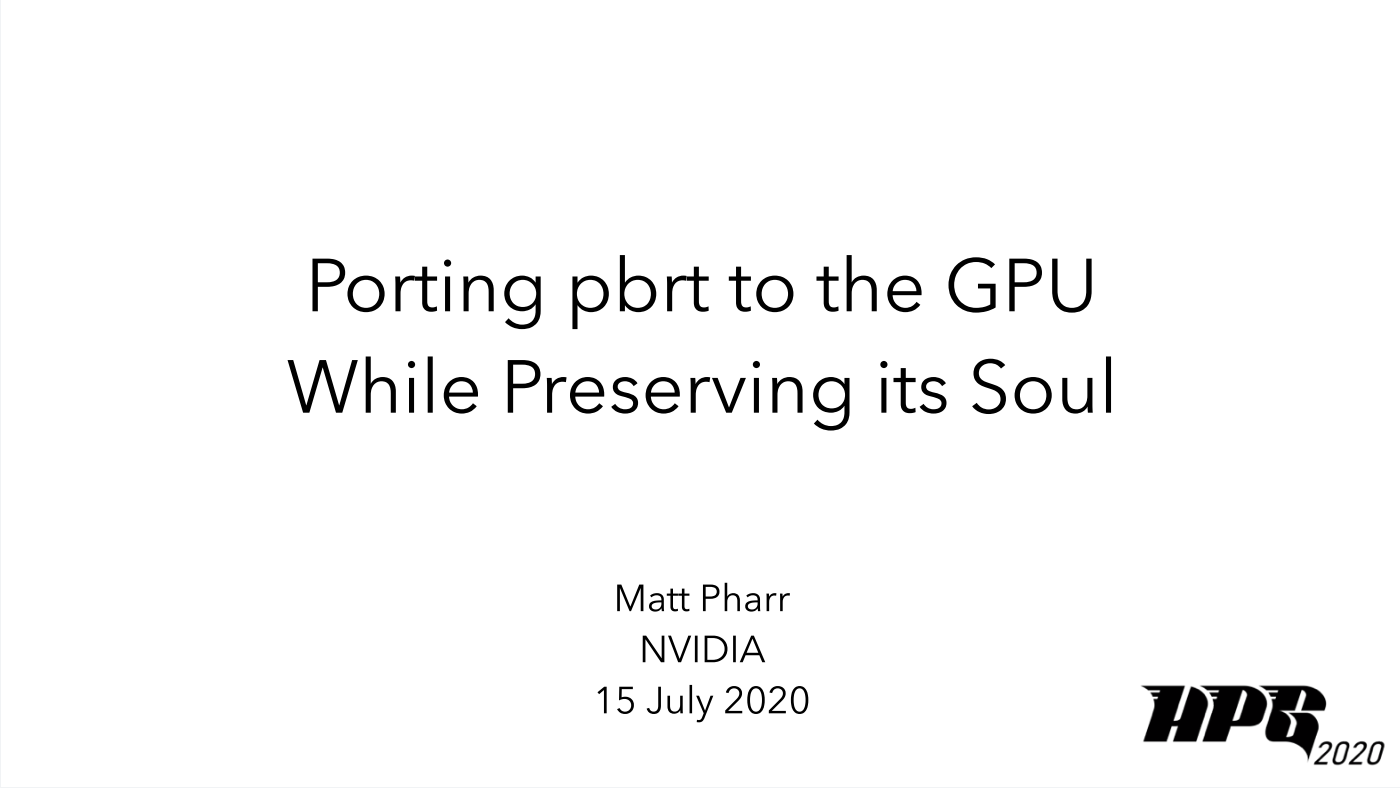 Porting pbrt to the GPU
While Preserving its Soul
Matt Pharr
NVIDIA
15 July 2020
HPG
2020